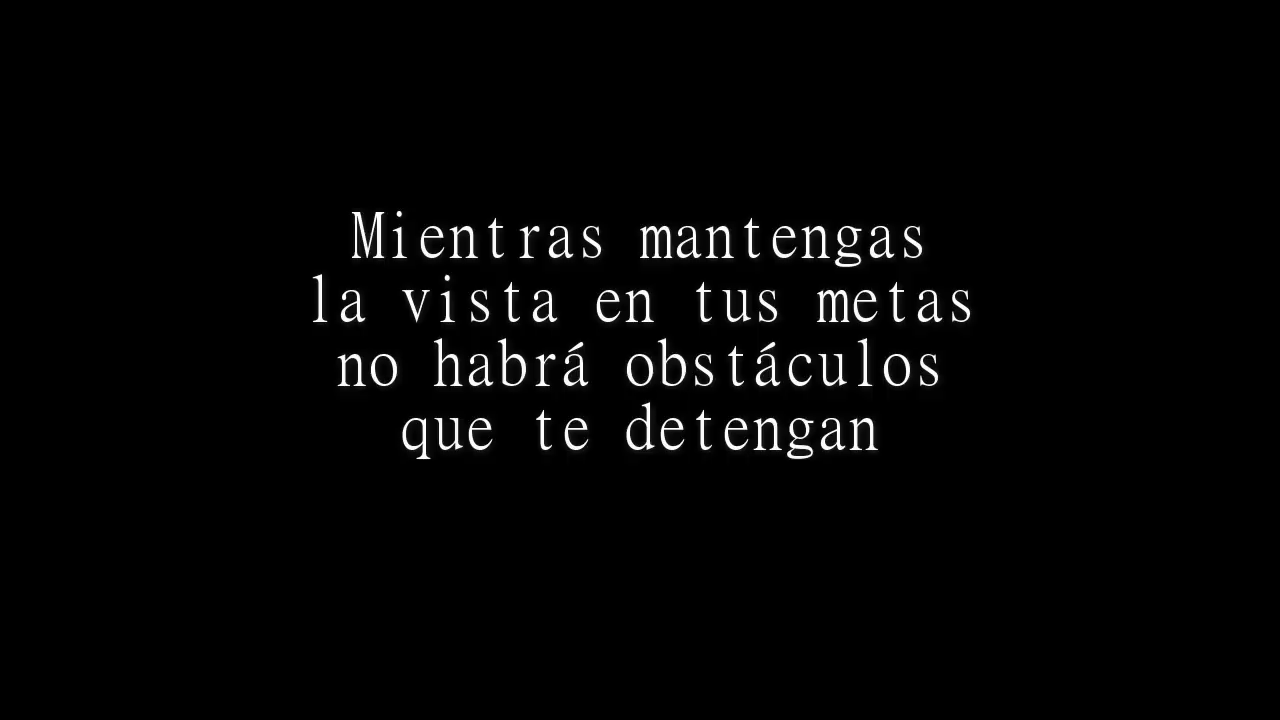 Mientras mantengas
la vista en tus metas
no habrá obstáculos
que te detengan